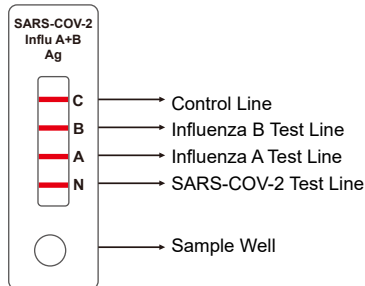 SARS-COV-2
Influ A+B
Ag
C
Control Line
B
Influenza B Test Line
A
Influenza A Test Line
N
SARS-COV-2 Test Line
Sample Well